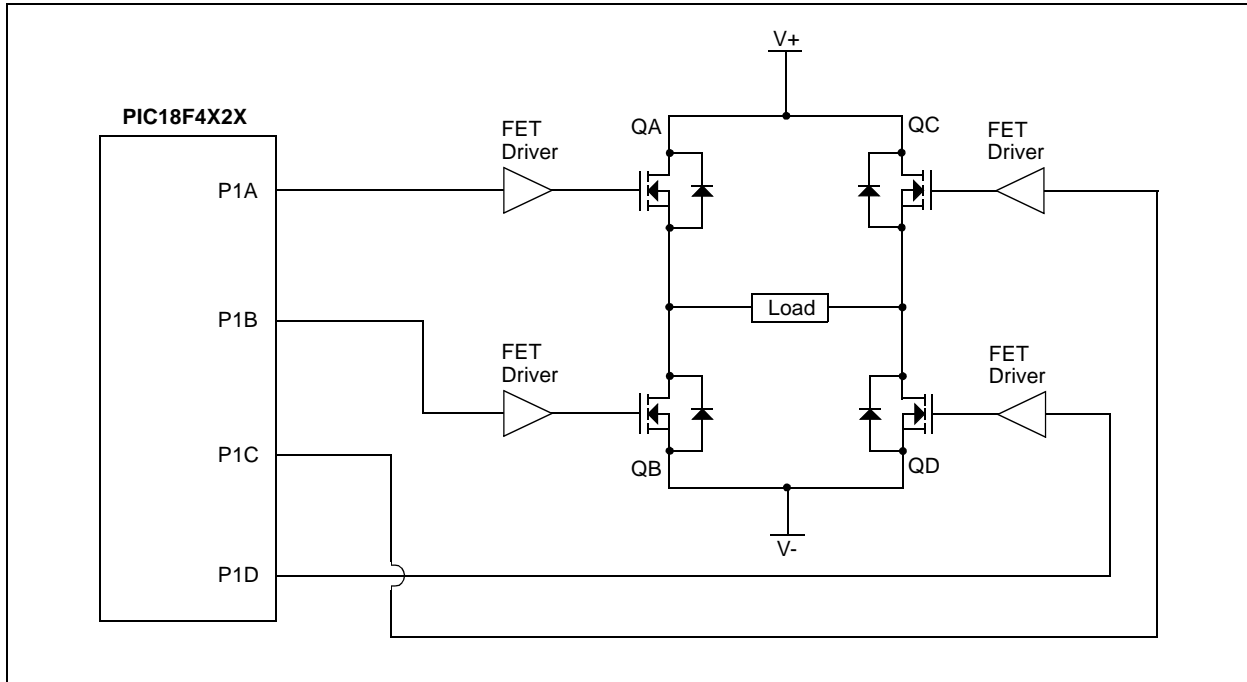 V+
PIC18F4X2X
FET
Driver
QA
QC
FET
Driver
P1A
Load
P1B
FET
Driver
FET
Driver
P1C
QB
QD
V-
P1D